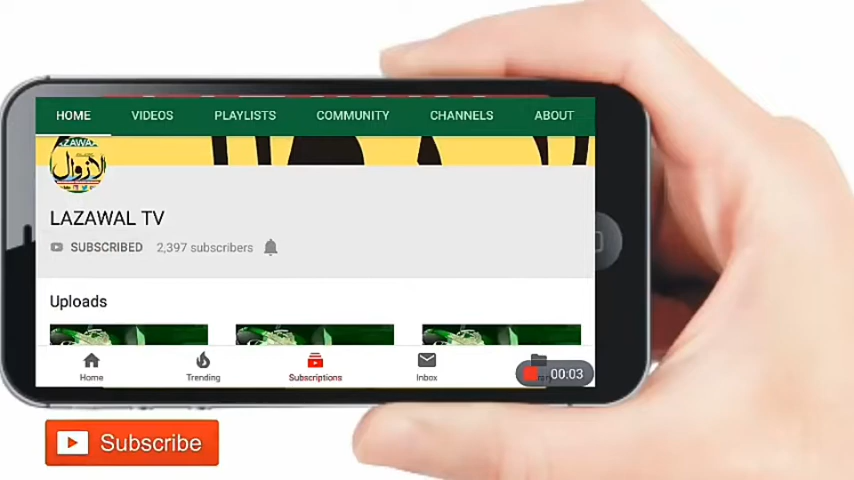 HOME VIDEOS PLAYLISTS COMMUNITY CHANNELS ABOUT
ZAWA
لازوال
LAZAWAL TV
SUBSCRIBED 2,397 subscribers
Uploads
Home Trending Subscriptions Inbox
00:03
Subscribe